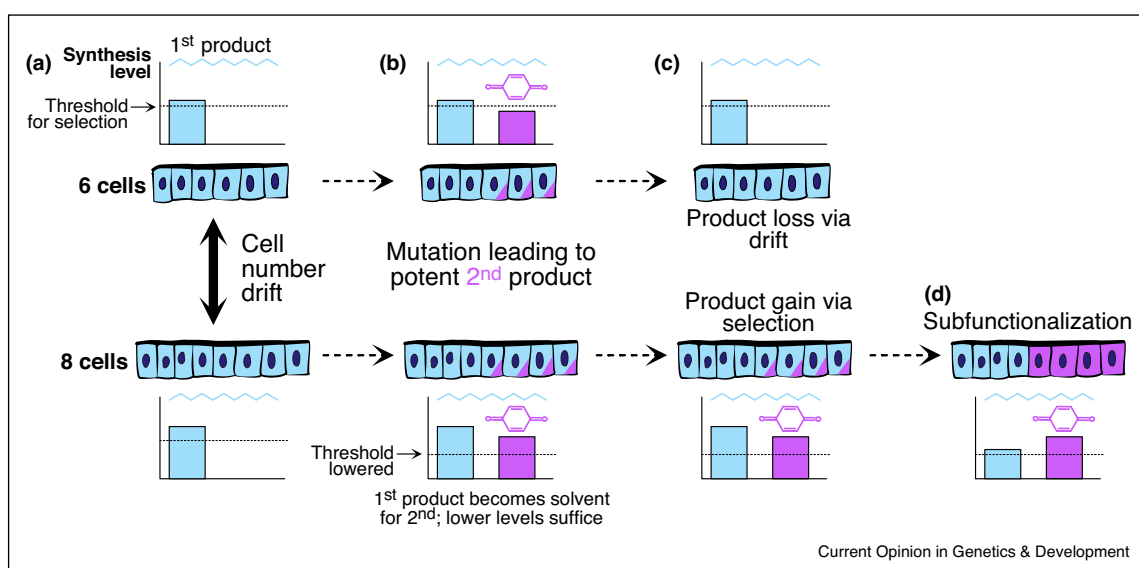 (a)
Synthesis
level
1st product
Threshold
for selection
(b)
(c)
6 cells
Product loss via
drift
Cell
number
drift
Mutation leading to
potent 2nd product
Product gain via
selection
(d)
Subfunctionalization
8 cells
Threshold
lowered
1st product becomes solvent
for 2nd; lower levels suffice
Current Opinion in Genetics & Development